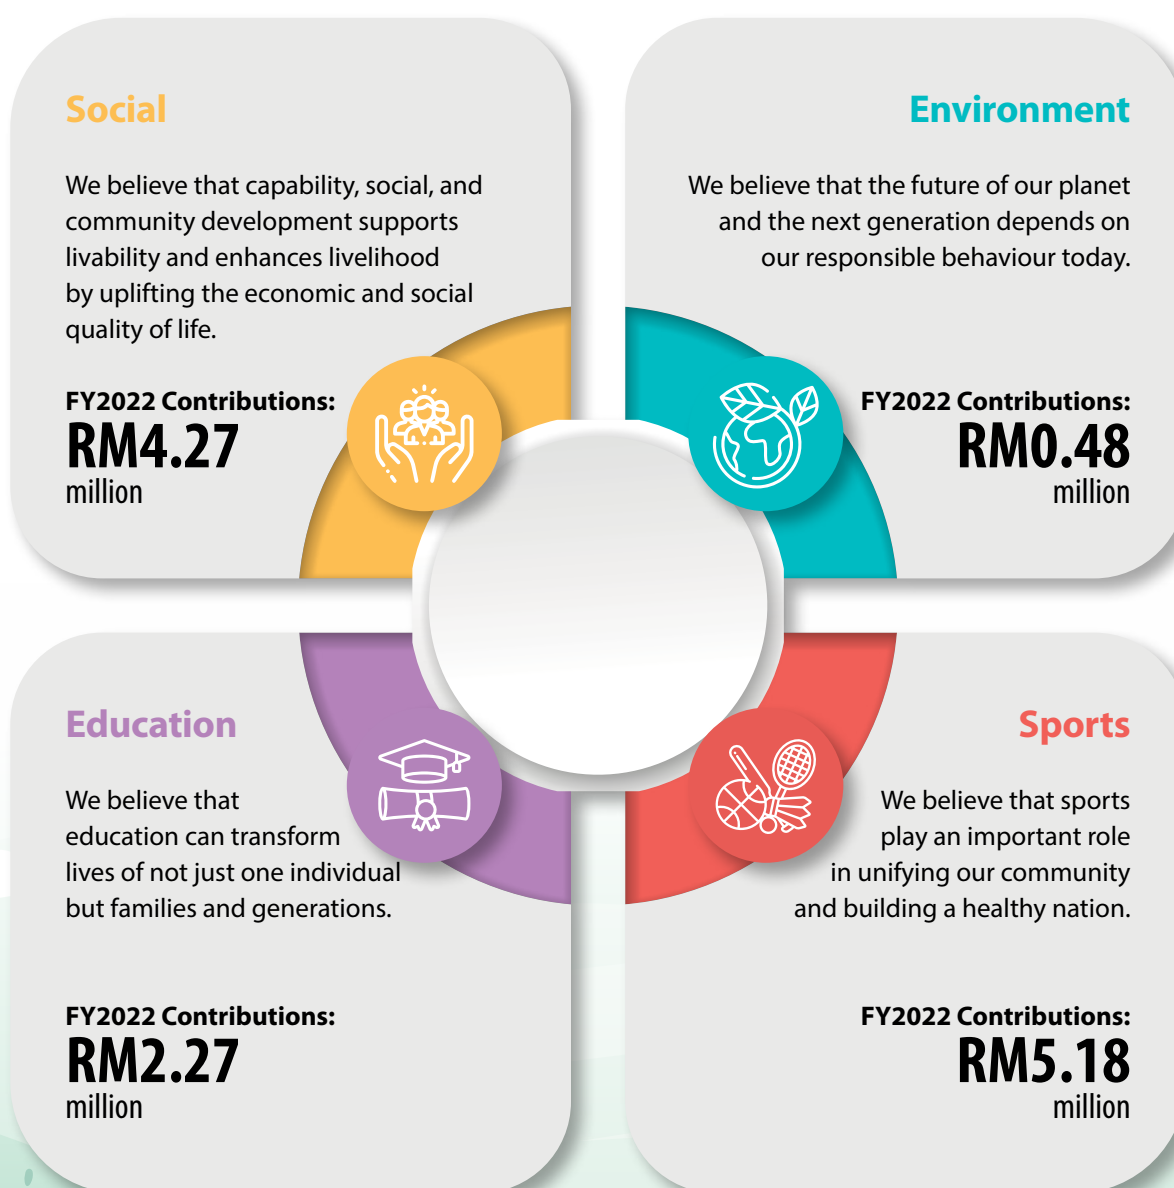 Social
We believe that capability, social, and
community development supports
livability and enhances livelihood
by uplifting the economic and social
quality of life.
FY2022 Contributions:
RM4.27
million
Environment
We believe that the future of our planet
and the next generation depends on
our responsible behaviour today.
FY2022 Contributions:
RM0.48
million
Education
We believe that
education can transform
lives of not just one individual
but families and generations.
FY2022 Contributions:
RM2.27
million
Sports
We believe that sports
play an important role
in unifying our community
and building a healthy nation.
FY2022 Contributions:
RM5.18
million